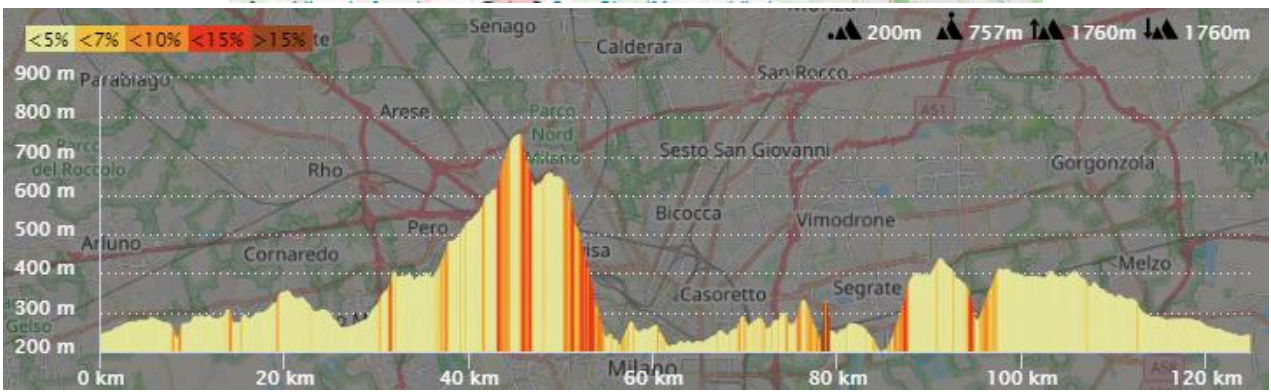 Senago
<5% <7% <10% <15% >15%
200m 757m 1760m 1760m
Calderara
San Rocco
900 m
Parabiago
800 m
Arese
A51
Parco
Nord
Milano
700 m
Parco
del Roccolo
Rho
Sesto San Giovanni
Gorgonzola
600 m
500 m
Pero
Bicocca
Vimodrone
Arluno
Cornaredo
400 m
Melzo
300 m
Casoretto
Segrate
Gelso
200 m
Milano
0 km 20 km 40 km 60 km 80 km 100 km 120 km